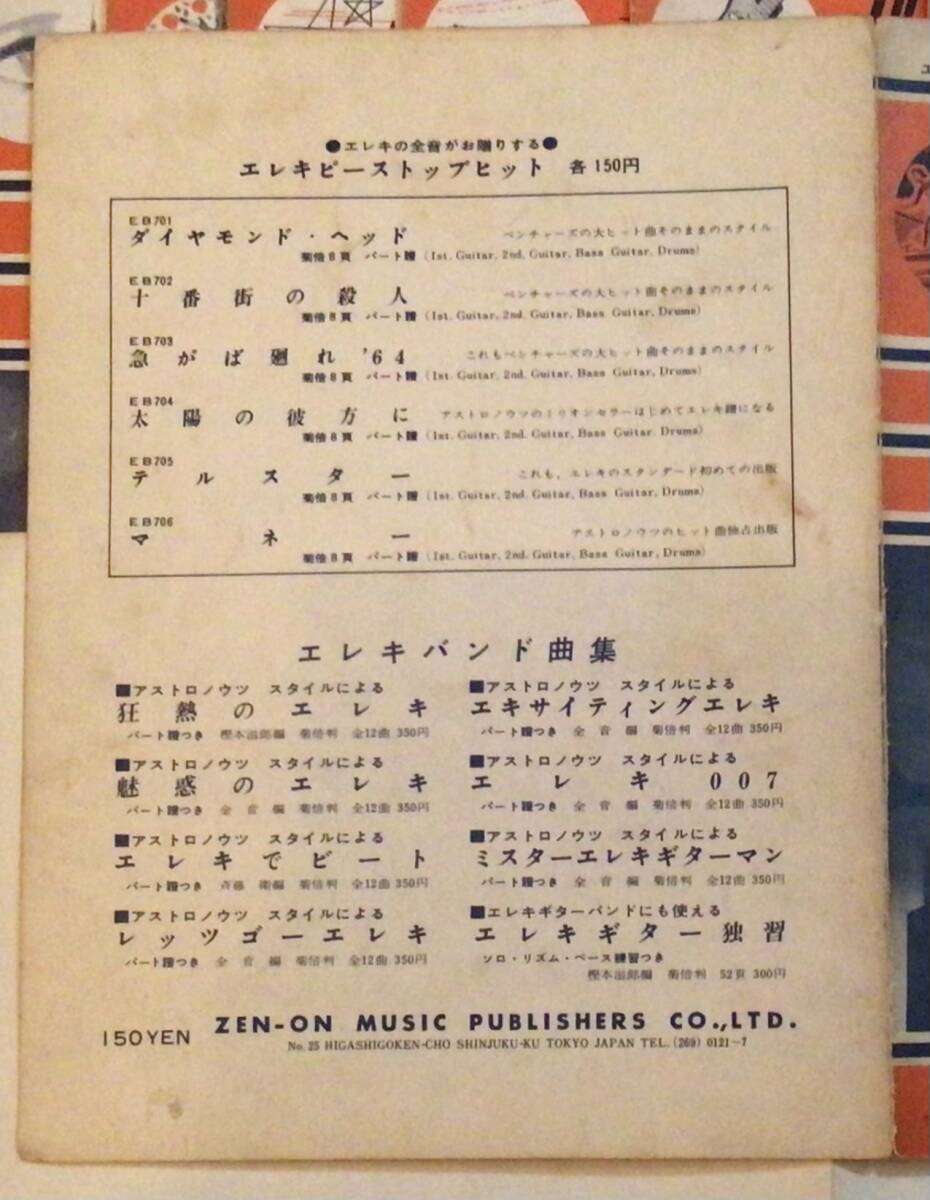 ●エレキの全音がお贈りする●
エレキピーストップヒット 各150円
EB701
ダイヤモンド・ヘッド ベンチャーズの大ヒット曲そのままのスタイル
菊倍8頁 パート譜 (1st. Guitar, 2nd. Guitar, Bass Guitar, Drums)
EB702
十番街の殺人 ベンチャーズの大ヒット曲そのままのスタイル
菊倍8頁 パート譜 (1st. Guitar, 2nd. Guitar, Bass Guitar, Drums)
EB703
急がば廻れ '64 これもベンチャーズの大ヒット曲そのままのスタイル
菊倍8頁 パート譜 (1st. Guitar, 2nd. Guitar, Bass Guitar, Drums)
EB704
太陽の彼方に アストロノウツのミリオンセラーはじめてエレキ譜になる
菊倍8頁 パート譜 (1st. Guitar, 2nd. Guitar, Bass Guitar. Drums)
EB705
テルスター これも、エレキのスタンダード初めての出版
菊倍8頁 パート譜 (1st. Guitar, 2nd. Guitar, Bass Guitar, Drums)
EB706
マネー アストロノウツのヒット曲独占出版
菊倍8頁 パート譜 (1st. Guitar, 2nd. Guitar, Bass Guitar, Drums)
エレキバンド曲集
■アストロノウツ スタイルによる
狂熱のエレキ
パート譜つき 樫本滋郎編 菊倍判 全12曲 350円
■アストロノウツ スタイルによる
魅惑のエレキ
パート譜つき 全音編 菊倍判 全12曲 350円
■アストロノウツ スタイルによる
エレキでビート
パート譜つき 斉藤 衛編 菊倍判 全12曲 350円
■アストロノウツ スタイルによる
レッツゴーエレキ
パート譜つき 全音編 菊倍判 全12曲 350円
■アストロノウツ スタイルによる
エキサイティングエレキ
パート譜つき 全音編 菊倍判 全12曲 350円
■アストロノウツ スタイルによる
エレキ007
パート譜つき 全音編 菊倍判 全12曲 350円
■アストロノウツ スタイルによる
ミスターエレキギターマン
パート譜つき 全音編 菊倍判 全12曲 350円
■エレキギターバンドにも使える
エレキギター独習
ソロ・リズム・ベース練習つき
樫本滋郎編 菊倍判 52頁 300円
150YEN ZEN-ON MUSIC PUBLISHERS CO.,LTD.
No. 25 HIGASHIGOKEN-CHO SHINJUKU-KU TOKYO JAPAN TEL. (269) 0121~7